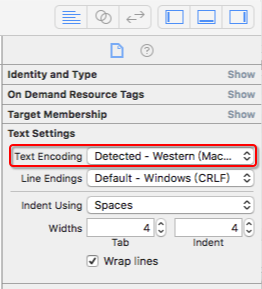 Identity and Type Show
On Demand Resource Tags Show
Target Membership Show
Text Settings
Text Encoding Detected - Western (Mac...
Line Endings Default - Windows (CRLF)
Indent Using Spaces
Widths 4 4
Tab Indent
Wrap lines